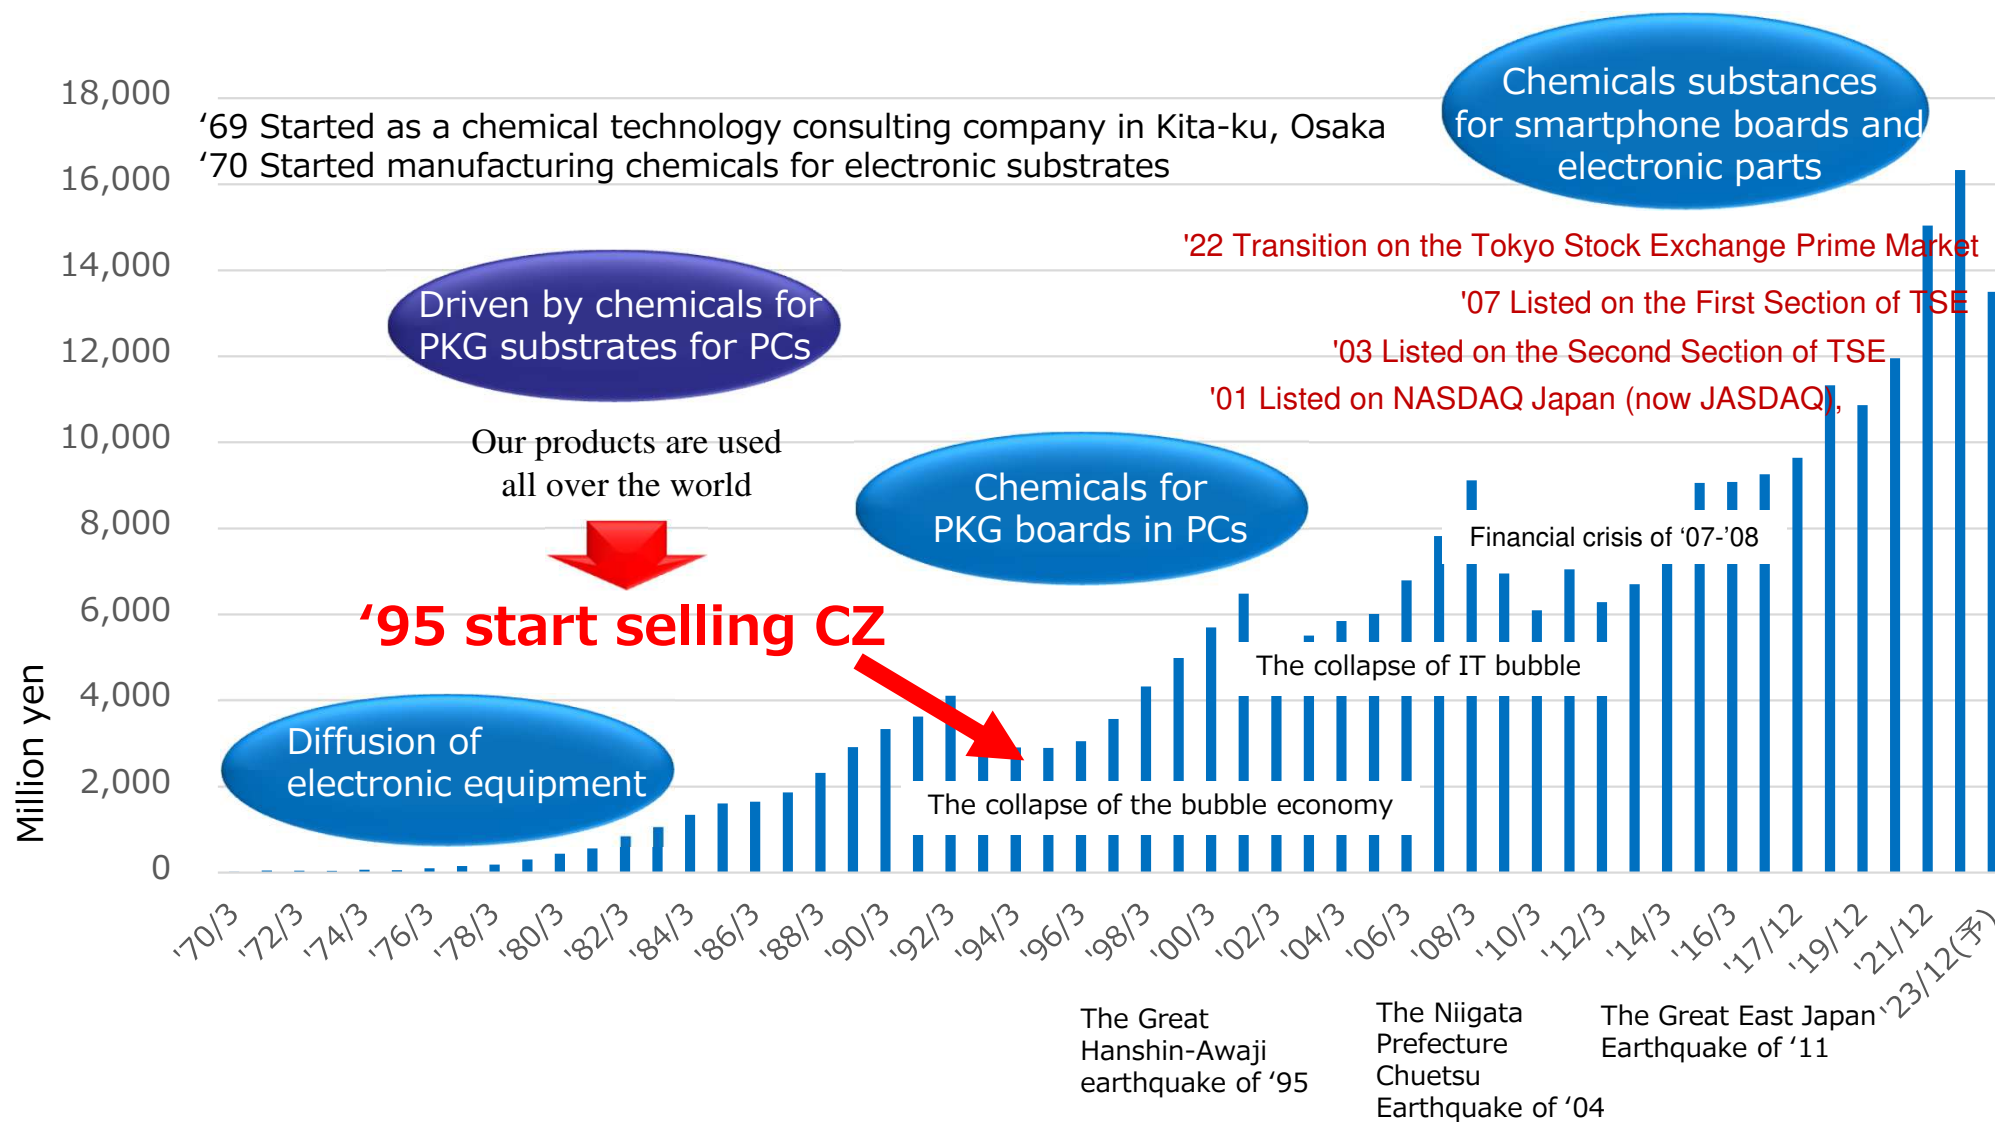 18,000
16,000
14,000
12,000
10,000
8,000
6,000
4,000
2,000
0
Million yen
‘69 Started as a chemical technology consulting company in Kita-ku, Osaka
‘70 Started manufacturing chemicals for electronic substrates
Chemicals substances
for smartphone boards and
electronic parts
'22 Transition on the Tokyo Stock Exchange Prime Market
'07 Listed on the First Section of TSE
'03 Listed on the Second Section of TSE
'01 Listed on NASDAQ Japan (now JASDAQ),
Driven by chemicals for
PKG substrates for PCs
Our products are used
all over the world
‘95 start selling CZ
Chemicals for
PKG boards in PCs
Financial crisis of ‘07-’08
The collapse of IT bubble
Diffusion of
electronic equipment
The collapse of the bubble economy
'70/3
'72/3
'74/3
'76/3
'78/3
'80/3
'82/3
'84/3
'86/3
'88/3
'90/3
'92/3
'94/3
'96/3
'98/3
'00/3
'02/3
'04/3
'06/3
'08/3
'10/3
'12/3
'14/3
'16/3
'17/12
'19/12
'21/12
'23/12(予)
The Great
Hanshin-Awaji
earthquake of ‘95
The Niigata
Prefecture
Chuetsu
Earthquake of ‘04
The Great East Japan
Earthquake of ‘11